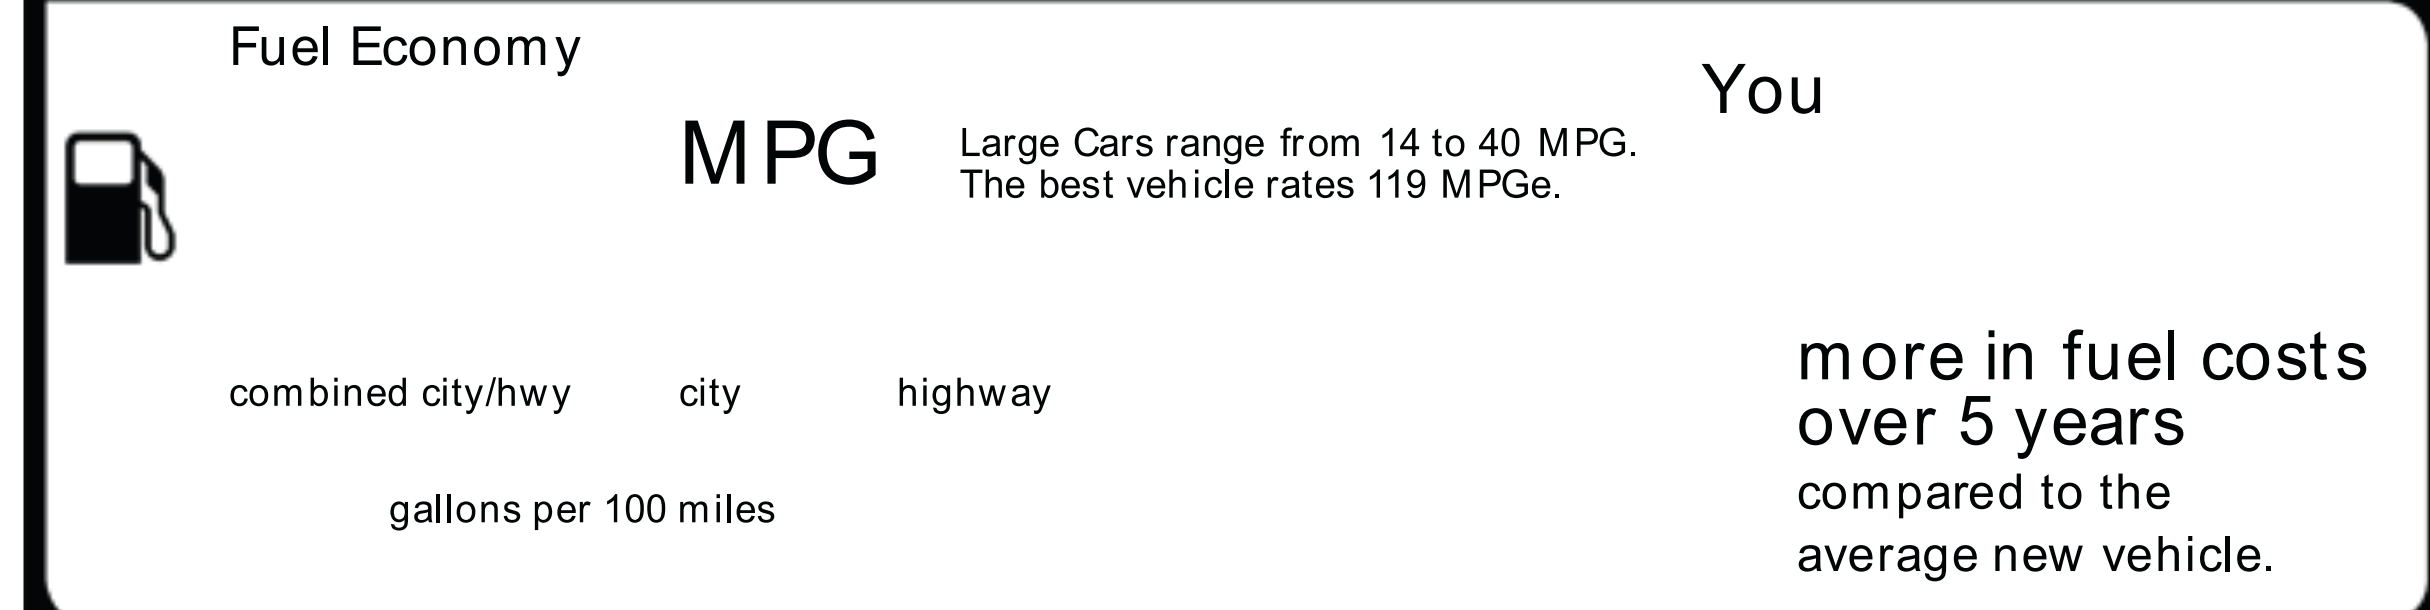 Fuel Economy
You
MPG
Large Cars range from 14 to 40 MPG.
The best vehicle rates 119 MPGe.
combined city/hwy city highway
gallons per 100 miles
more in fuel costs
over 5 years
compared to the
average new vehicle.